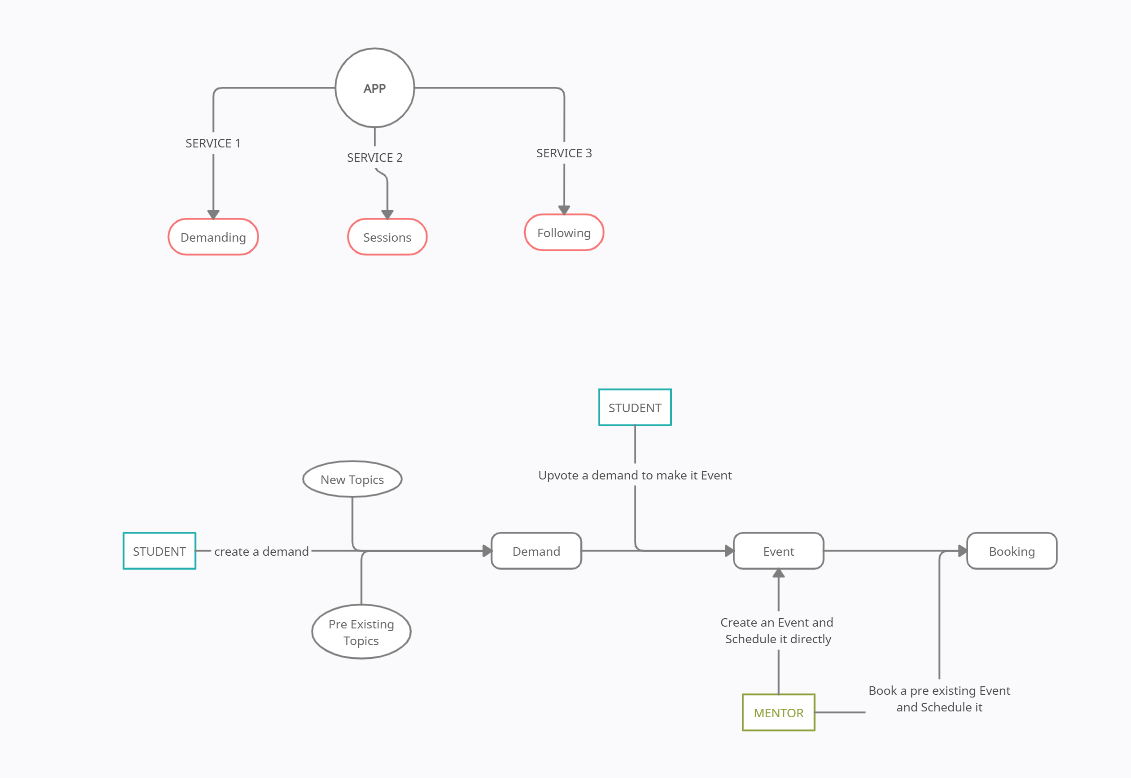 APP
SERVICE 1
SERVICE 2
SERVICE 3
Demanding
Sessions
Following
STUDENT
Upvote a demand to make it Event
New Topics
STUDENT
create a demand
Demand
Event
Booking
Pre Existing
Topics
Create an Event and
Schedule it directly
MENTOR
Book a pre existing Event
and Schedule it